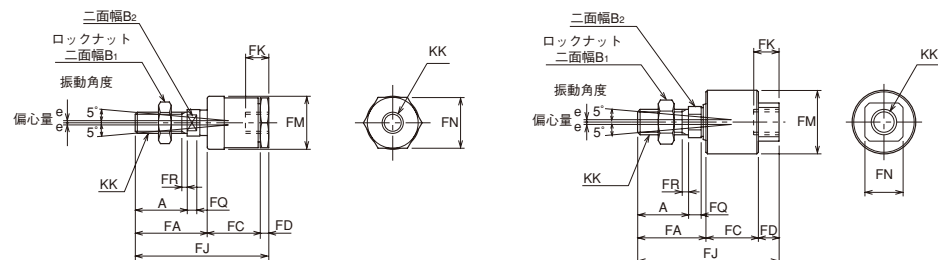 二面幅B₂
ロックナット
二面幅B₁
振動角度
偏心量
e
e
5°
5°
KK
FR
A
FQ
FA
FC
FD
FJ
FK
FM
KK
FN
二面幅B₂
ロックナット
二面幅B₁
振動角度
偏心量
e
e
5°
5°
KK
FR
A
FQ
FA
FC
FD
FJ
FK
FM
KK
FN